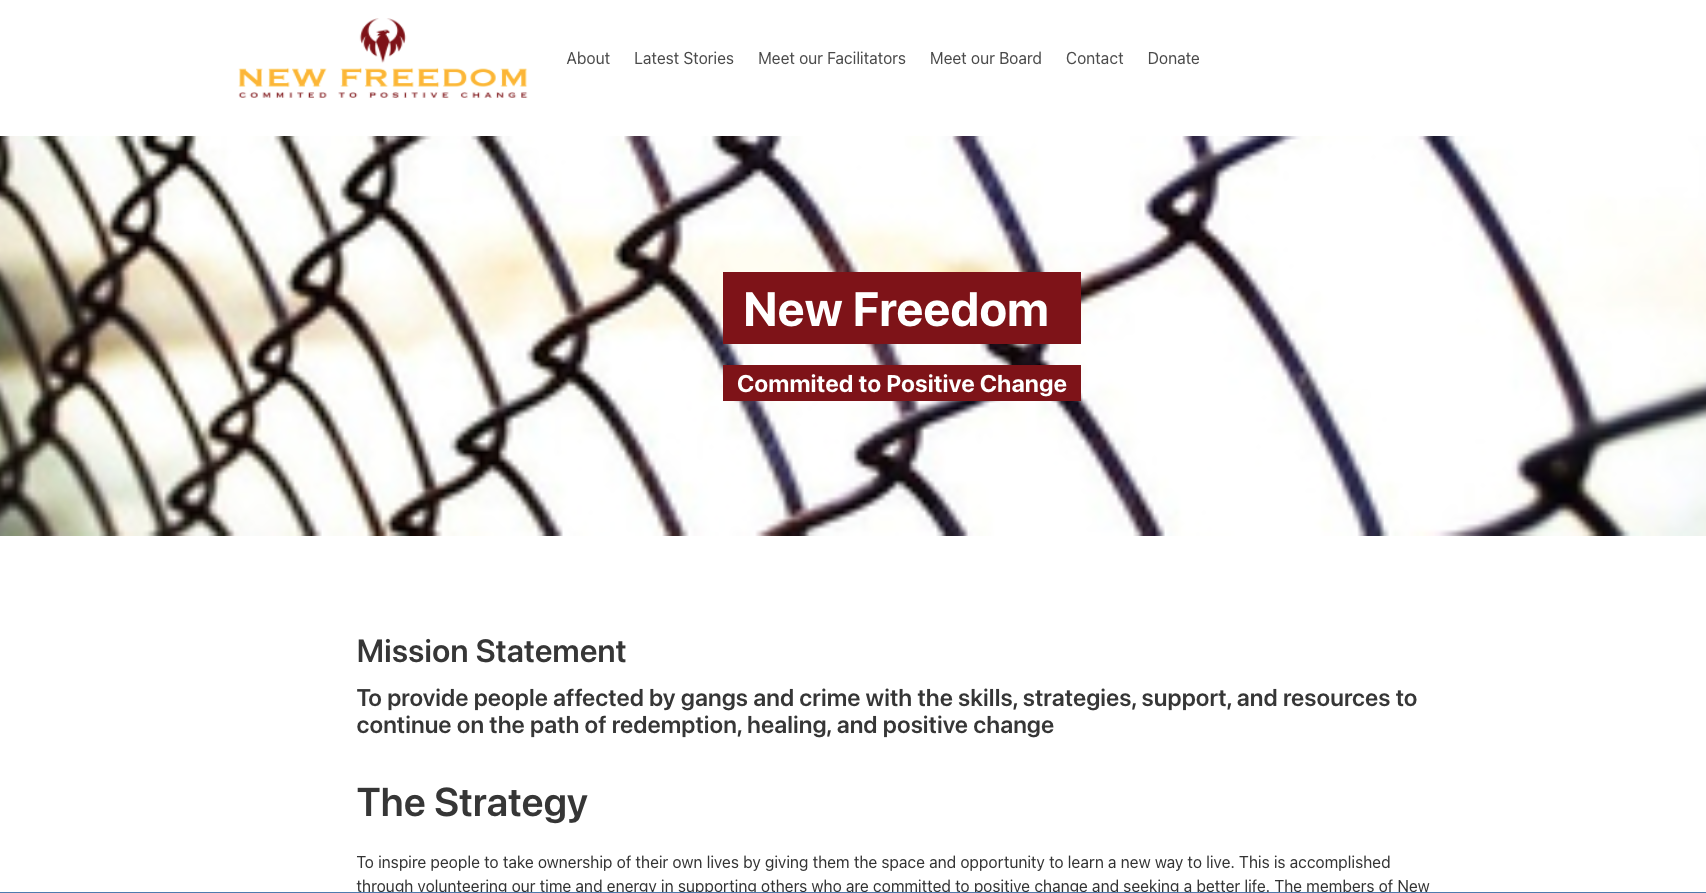 NEW FREEDOM
COMMITED TO POSITIVE CHANGE
About Latest Stories Meet our Facilitators Meet our Board Contact Donate
New Freedom
Commited to Positive Change
Mission Statement
To provide people affected by gangs and crime with the skills, strategies, support, and resources to
continue on the path of redemption, healing, and positive change
The Strategy
To inspire people to take ownership of their own lives by giving them the space and opportunity to learn a new way to live. This is accomplished
through volunteering our time and energy in supporting others who are committed to positive change and seeking a better life. The members of New